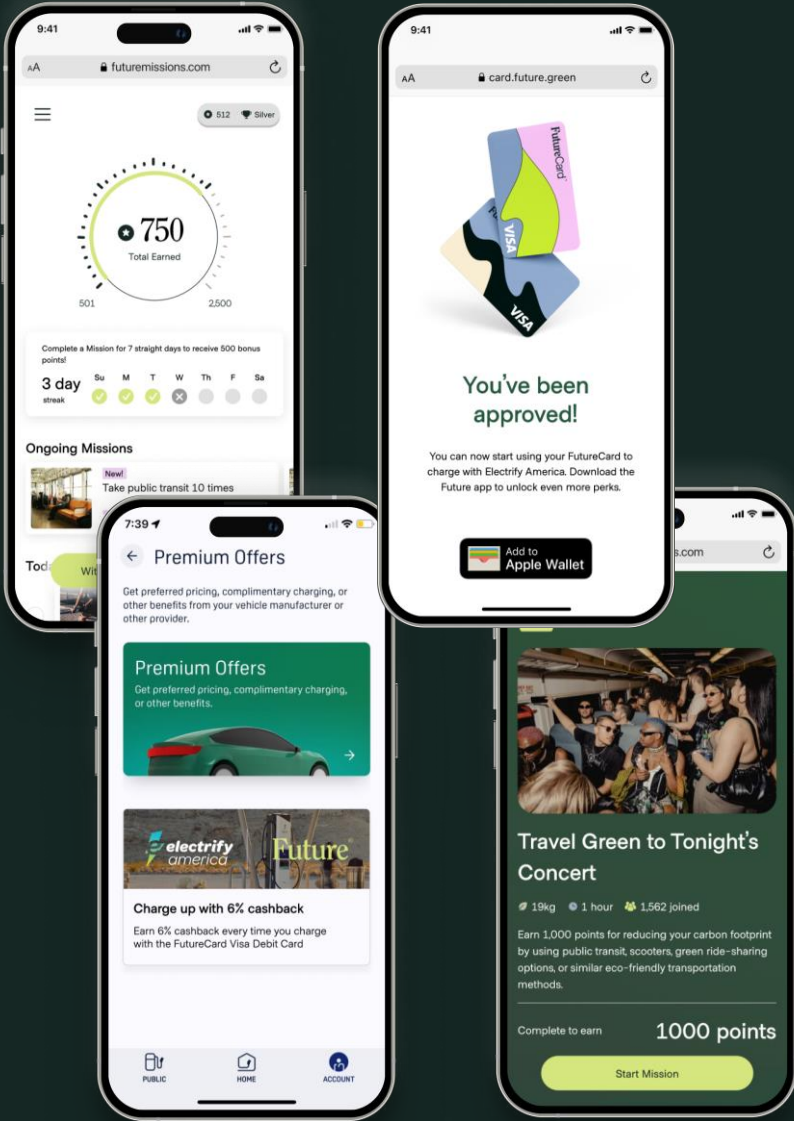 9:41
AA futuremissions.com
512 Silver
750
Total Earned
501 2,500
Complete a Mission for 7 straight days to receive 500 bonus
points!
3 day
streak
Su M T W Th F Sa
Ongoing Missions
New!
Take public transit 10 times
9:41
AA card.future.green
FutureCard
VISA
VISA
You've been
approved!
You can now start using your FutureCard to
charge with Electrify America. Download the
Future app to unlock even more perks.
Add to
Apple Wallet
7:39
Premium Offers
Get preferred pricing, complimentary charging, or
other benefits from your vehicle manufacturer or
other provider.
Premium Offers
Get preferred pricing, complimentary charging,
or other benefits.
electrify
america
Future
Charge up with 6% cashback
Earn 6% cashback every time you charge
with the FutureCard Visa Debit Card
PUBLIC HOME ACCOUNT
s.com
Travel Green to Tonight's
Concert
19kg 1 hour 1,562 joined
Earn 1,000 points for reducing your carbon footprint
by using public transit, scooters, green ride-sharing
options, or similar eco-friendly transportation
methods.
Complete to earn 1000 points
Start Mission